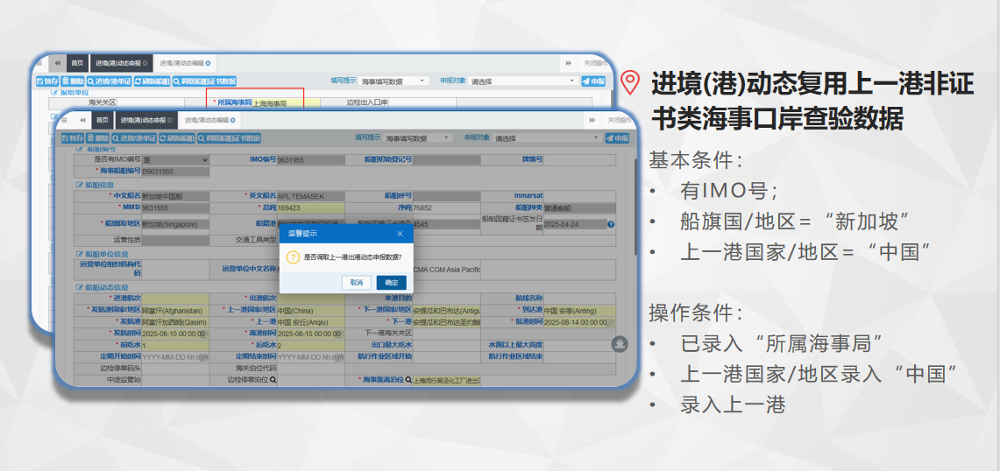 首页 进境(港)动态申报 进境/港动态编辑 关闭操作
暂存 删除 进境/港单证 刷新船舶 调取船舶证书数据 填写提示 海事填写数据 申报对象 请选择 申报
海关关区 * 所属海事局 上海海事局 边检出入口岸
首页 进境(港)动态申报 进境/港动态编辑 关闭操作
暂存 删除 进境/港单证 刷新船舶 调取船舶证书数据 填写提示 海事填写数据 申报对象 请选择 申报
船舶编号
是否有IMO编号 是 IMO编号 9631955 船舶初始登记号 牌簿号
* 海事船舶编号 B9631955
船舶信息
* 中文船名 新加坡中国船 * 英文船名 APL TEMASEK 船舶呼号 Inmarsat
* MMSI 9631955 * 总吨 169423 净吨 76852 船舶种类 普通客船
* 船旗国/地区 新加坡(Singapore) 船籍港 船舶国籍证书编号 4545 船舶国籍证书签发日期 2025-04-24
运营性质 交通工具类型
船舶单位信息
运营单位组织机构代码 运营单位中文名称 CMA CGM Asia Pacific
船舶动态信息
* 进港航次 * 出港航次 来港目的 航线名称
* 发航港国家/地区 阿富汗(Afghanistan) * 上一港国家/地区 中国(China) * 下一港国家/地区 安提瓜和巴布达(Antigu * 到达港 中国 安亭(Anting)
* 发航港 阿富汗加西姆(Qasim) * 上一港 中国 安丘(Anqiu) * 下一港 安提瓜和巴布达圣约翰 * 抵港时间 2025-08-14 00:00:00
* 发航时间 2025-08-15 00:00:00 * 离港时间 2025-08-15 00:00:00 下一港海关关区
* 前吃水 1 * 后吃水 2 出口最大吃水 水面以上最大高度
定期开始时间 YYYY-MM-DD hh:m 定期结束时间 YYYY-MM-DD hh:m 航行作业区域开始 航行作业区域结束
边检停靠码头 海关泊位代码
中途监管站 边检停靠泊位 * 海事靠离泊位
温馨提示
是否调取上一港出港动态申报数据?
取消 确定
进境(港)动态复用上一港非证
书类海事口岸查验数据
基本条件：
• 有IMO号；
• 船旗国/地区=“新加坡”
• 上一港国家/地区=“中国”
操作条件：
• 已录入“所属海事局”
• 上一港国家/地区录入“中国”
• 录入上一港